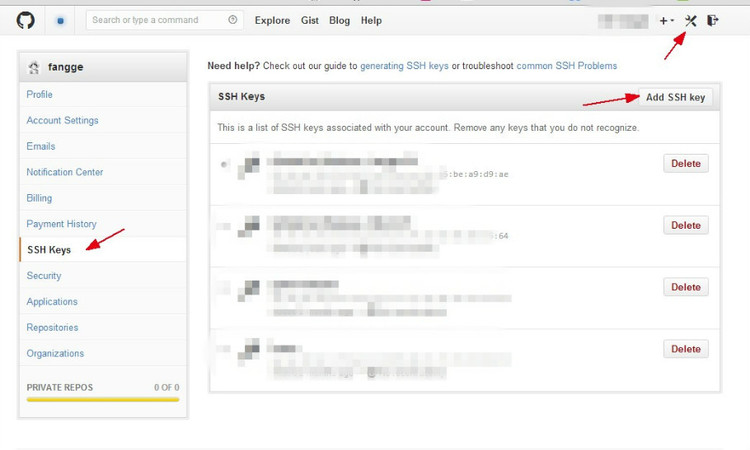 Search or type a command
Explore Gist Blog Help
fangge
Profile
Account Settings
Emails
Notification Center
Billing
Payment History
SSH Keys
Security
Applications
Repositories
Organizations
PRIVATE REPOS 0 OF 0
Need help? Check out our guide to generating SSH keys or troubleshoot common SSH Problems
SSH Keys
Add SSH key
This is a list of SSH keys associated with your account. Remove any keys that you do not recognize.
:be:a9:d9:ae
Delete
:64
Delete
Delete
Delete